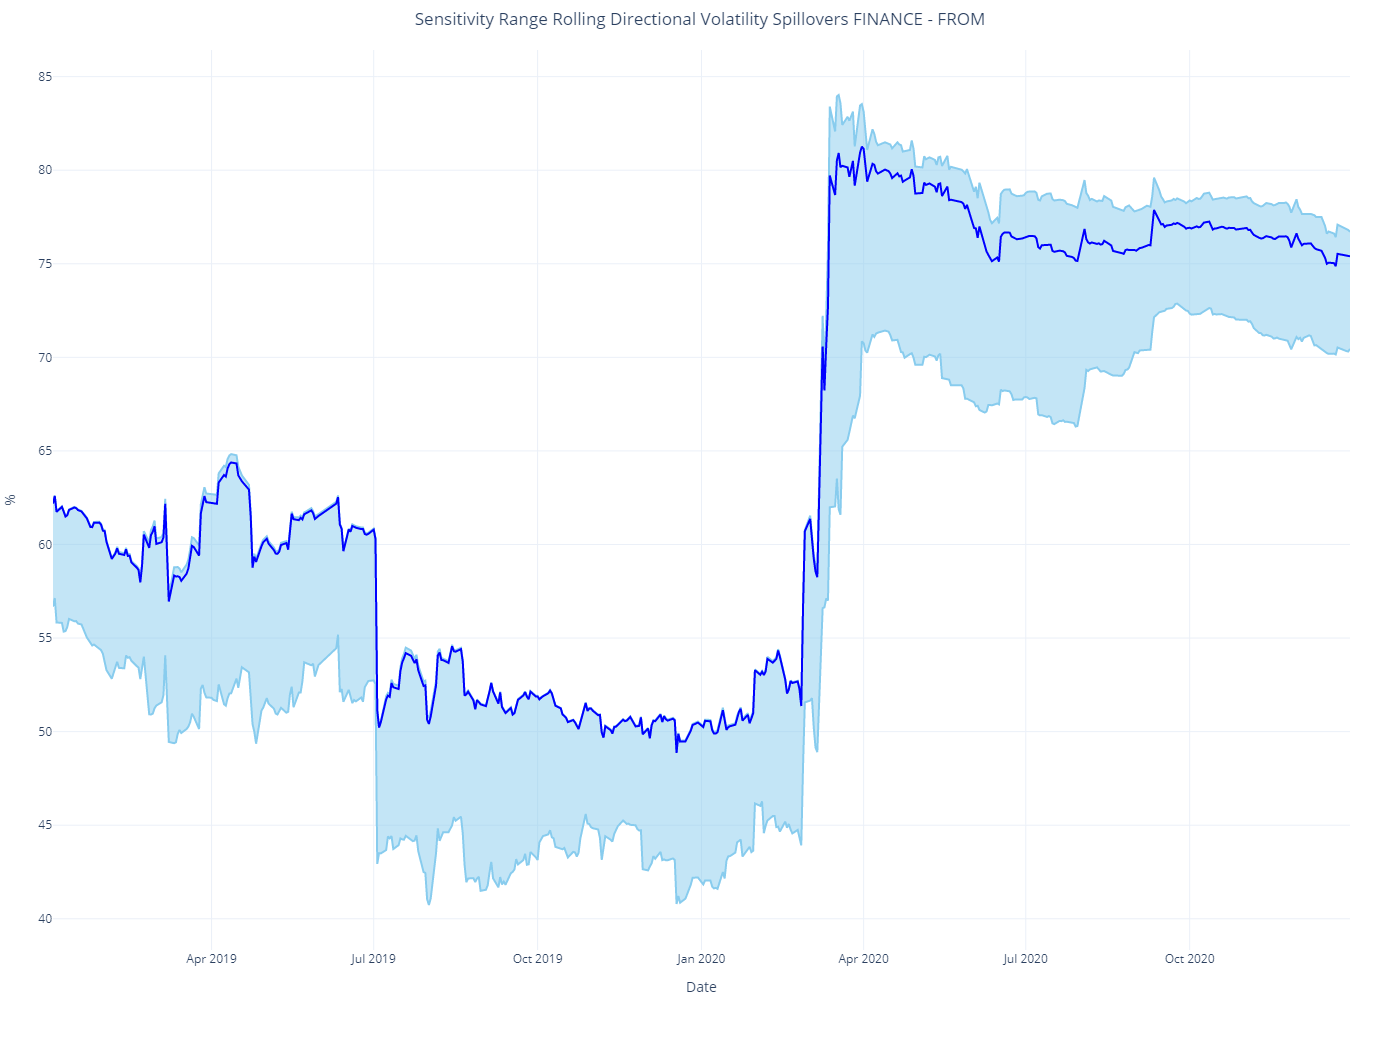 Sensitivity Range Rolling Directional Volatility Spillovers FINANCE - FROM
85
80
75
70
65
60
55
50
45
40
%
Apr 2019
Jul 2019
Oct 2019
Jan 2020
Apr 2020
Jul 2020
Oct 2020
Date